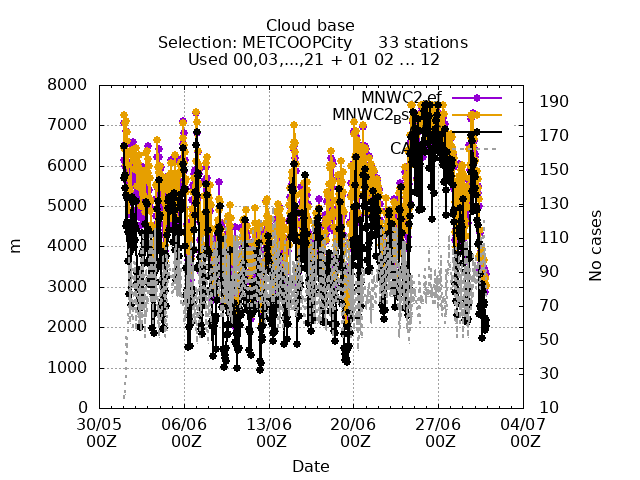 Cloud base
Selection: METCOOPCity 33 stations
Used 00,03,...,21 + 01 02 ... 12
8000
7000
6000
5000
4000
3000
2000
1000
0
m
190
170
150
130
110
90
70
50
30
10
No cases
30/05 00Z
06/06 00Z
13/06 00Z
20/06 00Z
27/06 00Z
04/07 00Z
Date